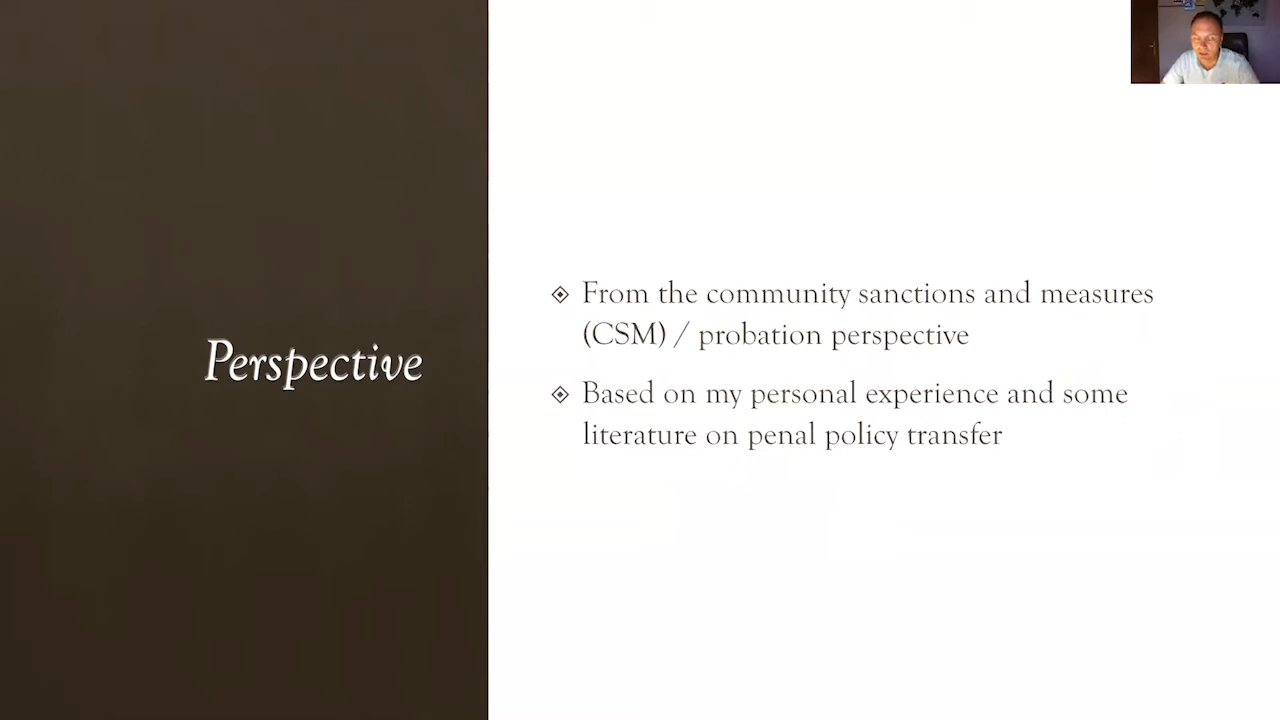 Perspective
From the community sanctions and measures
(CSM) / probation perspective
Based on my personal experience and some
literature on penal policy transfer